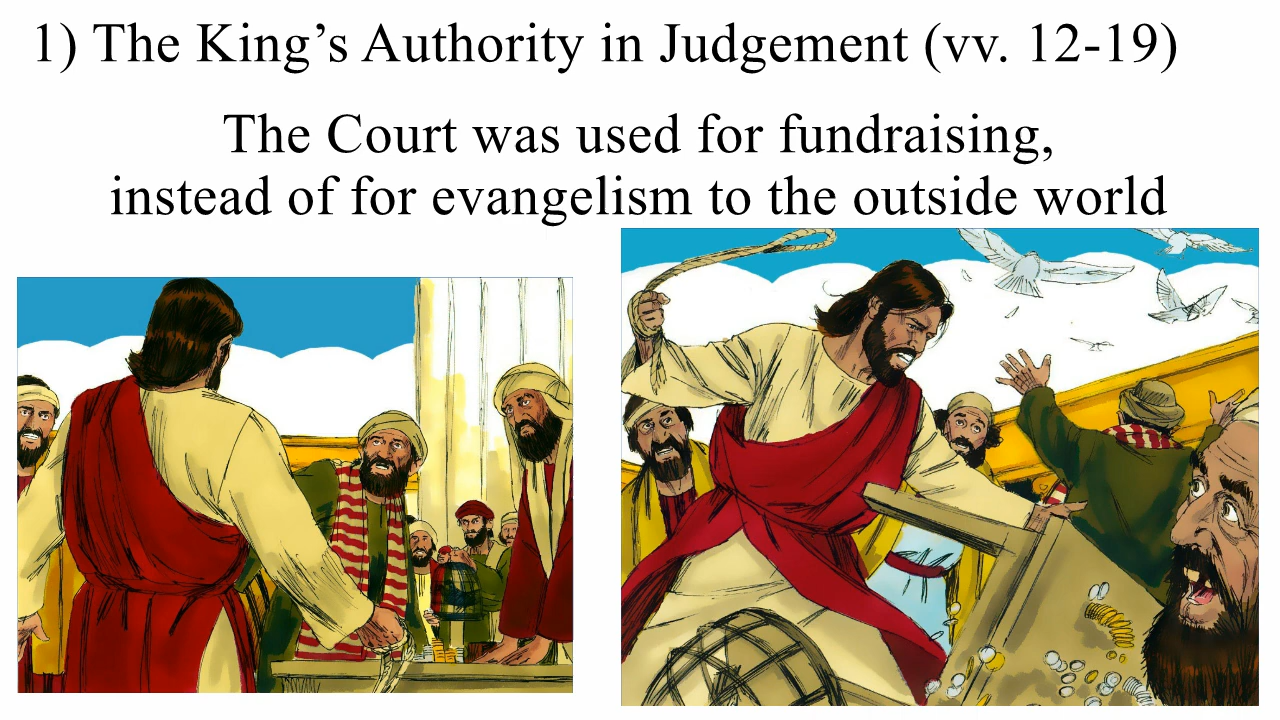 1) The King’s Authority in Judgement (vv. 12-19)
The Court was used for fundraising,
instead of for evangelism to the outside world